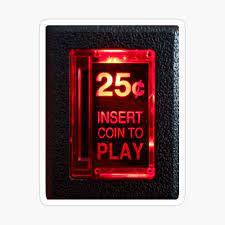 25¢
INSERT
COIN TO
PLAY